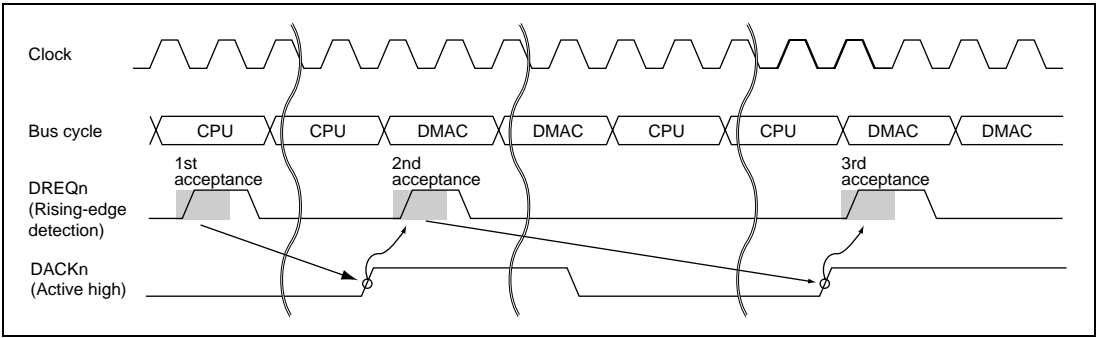 Clock
Bus cycle CPU CPU DMAC DMAC CPU CPU DMAC DMAC
1st
acceptance
2nd
acceptance
3rd
acceptance
DREQn
(Rising-edge
detection)
DACKn
(Active high)